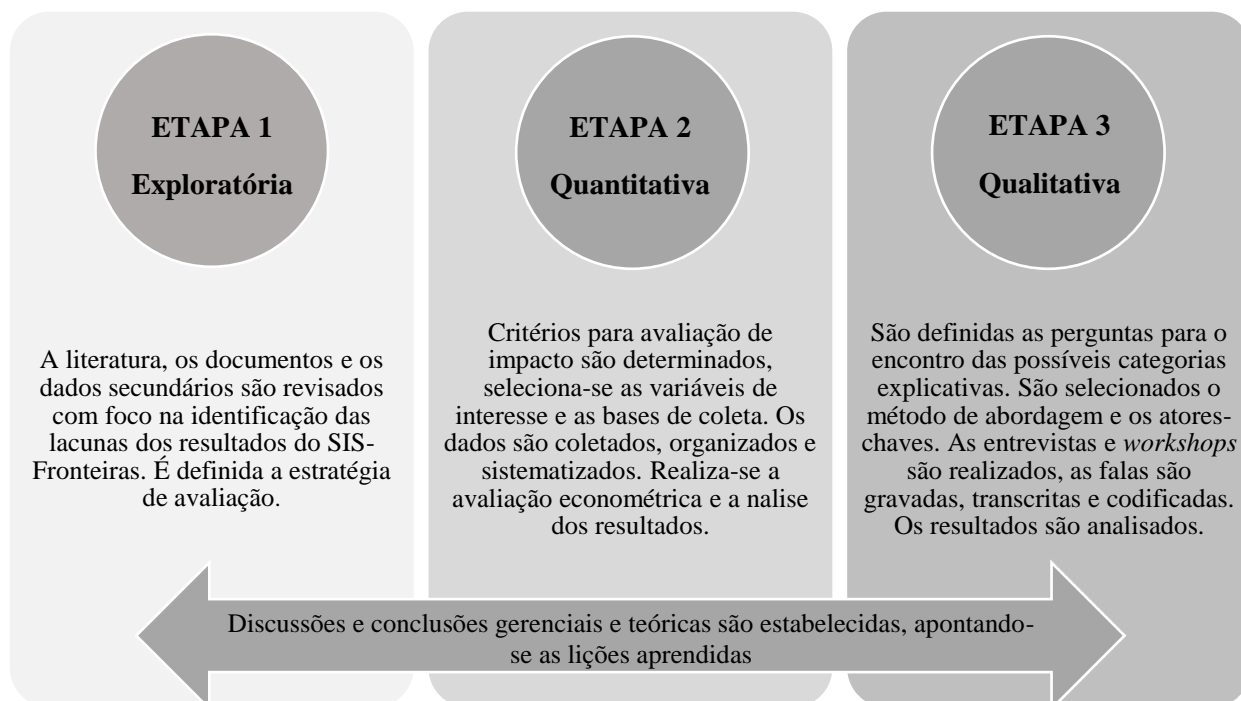 ETAPA 1
Exploratória
A literatura, os documentos e os
dados secundários são revisados
com foco na identificação das
lacunas dos resultados do SIS-
Fronteiras. É definida a estratégia
de avaliação.
ETAPA 2
Quantitativa
Critérios para avaliação de
impacto são determinados,
seleciona-se as variáveis de
interesse e as bases de coleta. Os
dados são coletados, organizados e
sistematizados. Realiza-se a
avaliação econométrica e a nalise
dos resultados.
ETAPA 3
Qualitativa
São definidas as perguntas para o
encontro das possíveis categorias
explicativas. São selecionados o
método de abordagem e os atores-
chaves. As entrevistas e workshops
são realizados, as falas são
gravadas, transcritas e codificadas.
Os resultados são analisados.
Discussões e conclusões gerenciais e teóricas são estabelecidas, apontando-
se as lições aprendidas